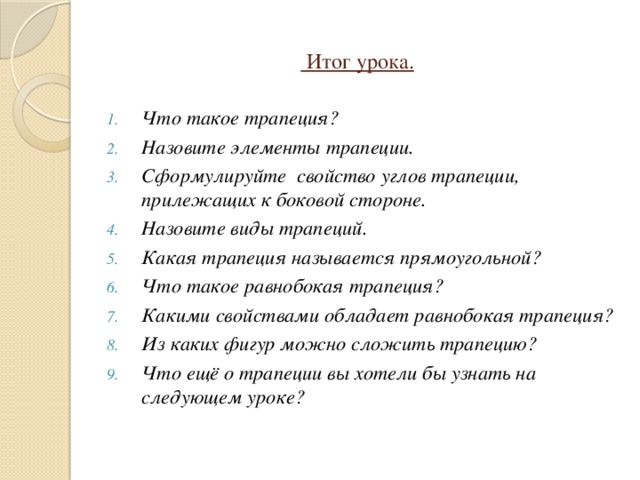 Итог урока.
1. Что такое трапеция?
2. Назовите элементы трапеции.
3. Сформулируйте свойство углов трапеции,
прилежащих к боковой стороне.
4. Назовите виды трапеций.
5. Какая трапеция называется прямоугольной?
6. Что такое равнобокая трапеция?
7. Какими свойствами обладает равнобокая трапеция?
8. Из каких фигур можно сложить трапецию?
9. Что ещё о трапеции вы хотели бы узнать на
следующем уроке?